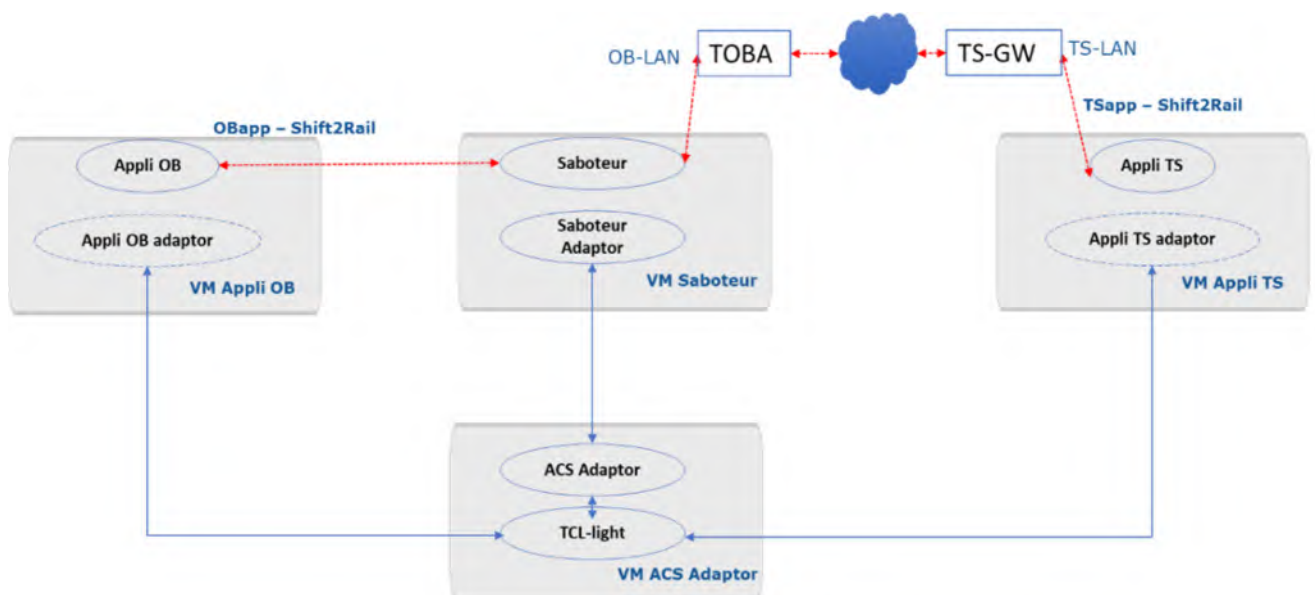 OB-LAN
TOBA
TS-GW
TS-LAN
OBapp – Shift2Rail
TSapp – Shift2Rail
Appli OB
Saboteur
Appli TS
Appli OB adaptor
Saboteur
Adaptor
Appli TS adaptor
VM Appli OB
VM Saboteur
VM Appli TS
ACS Adaptor
TCL-light
VM ACS Adaptor